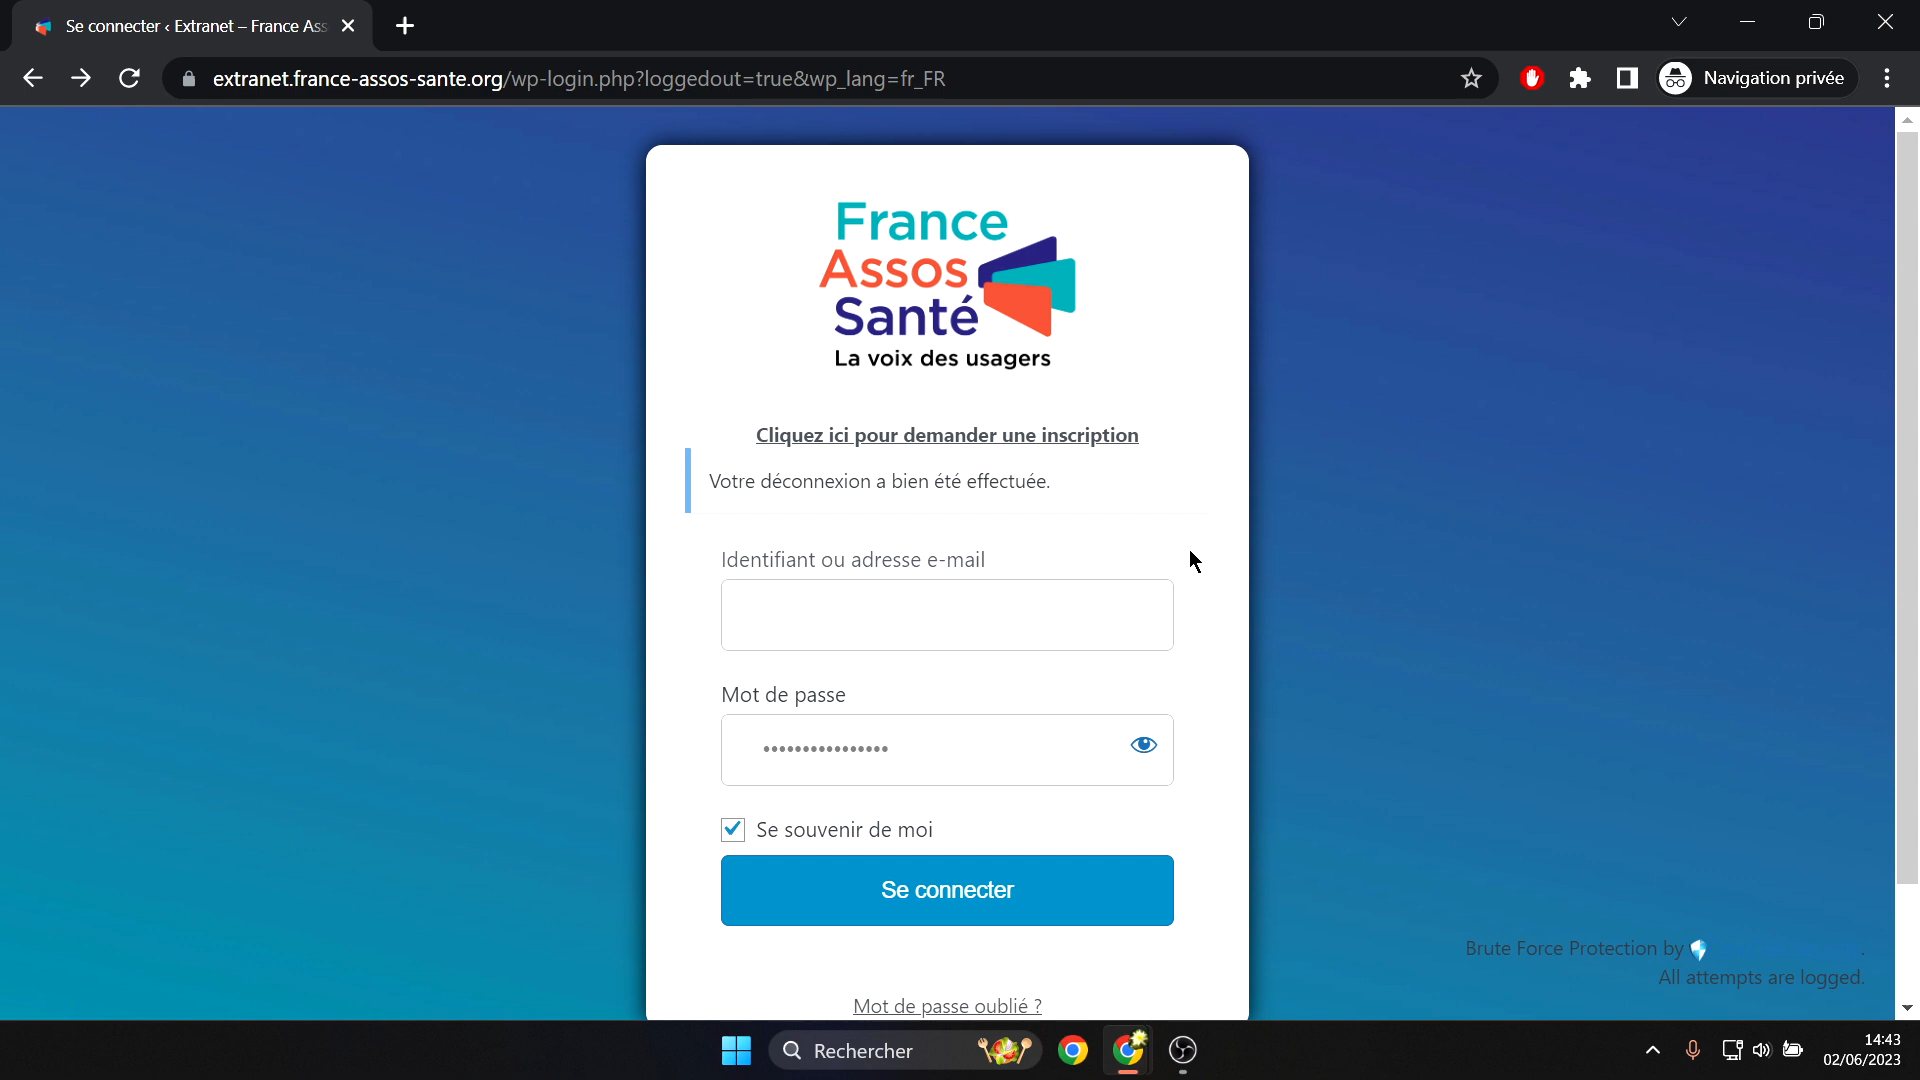 Se connecter ‹ Extranet – France Ass
extranet.france-assos-sante.org/wp-login.php?loggedout=true&wp_lang=fr_FR
Navigation privée
France
Assos
Santé
La voix des usagers
Cliquez ici pour demander une inscription
Votre déconnexion a bien été effectuée.
Identifiant ou adresse e-mail
Mot de passe
••••••••••••••••
Se souvenir de moi
Se connecter
Brute Force Protection by .
All attempts are logged.
Mot de passe oublié ?
Rechercher
14:43
02/06/2023